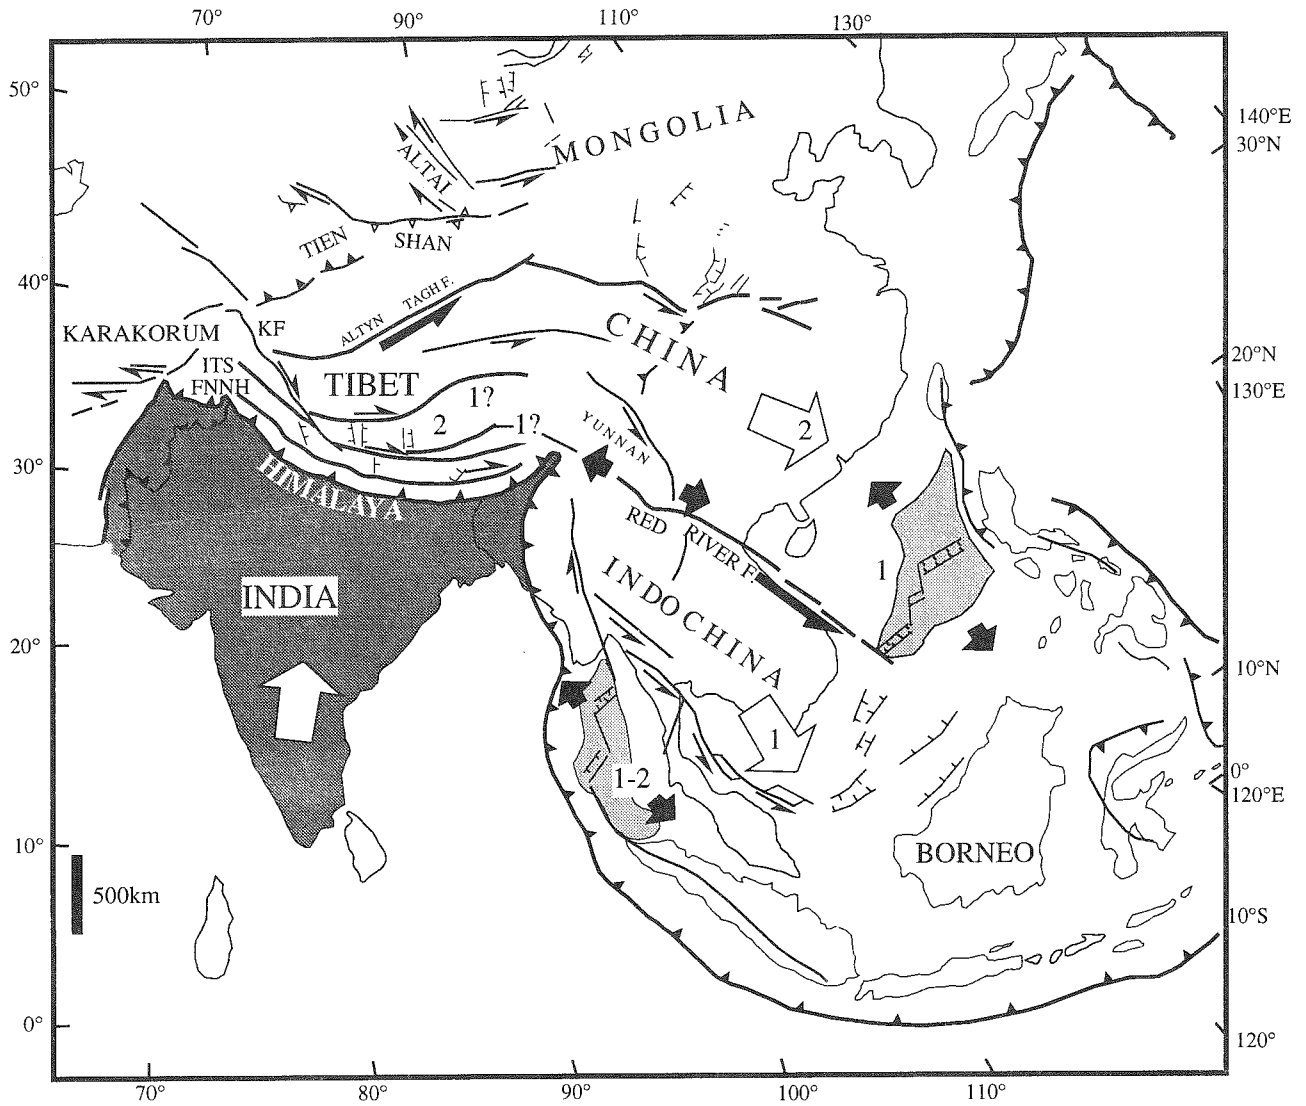 70°
90°
110°
130°
50°
140°E
30°N
MONGOLIA
ALTAI
TIEN
SHAN
40°
ALTYN TAGH F.
KARAKORUM
KF
CHINA
20°N
130°E
ITS
FNNH
TIBET
1?
2
1?
2
YUNNAN
30°
HIMALAYA
RED RIVER F.
1
INDIA
INDOCHINA
20°
10°N
1
1-2
0°
120°E
10°
BORNEO
500km
10°S
0°
120°
70°
80°
90°
100°
110°